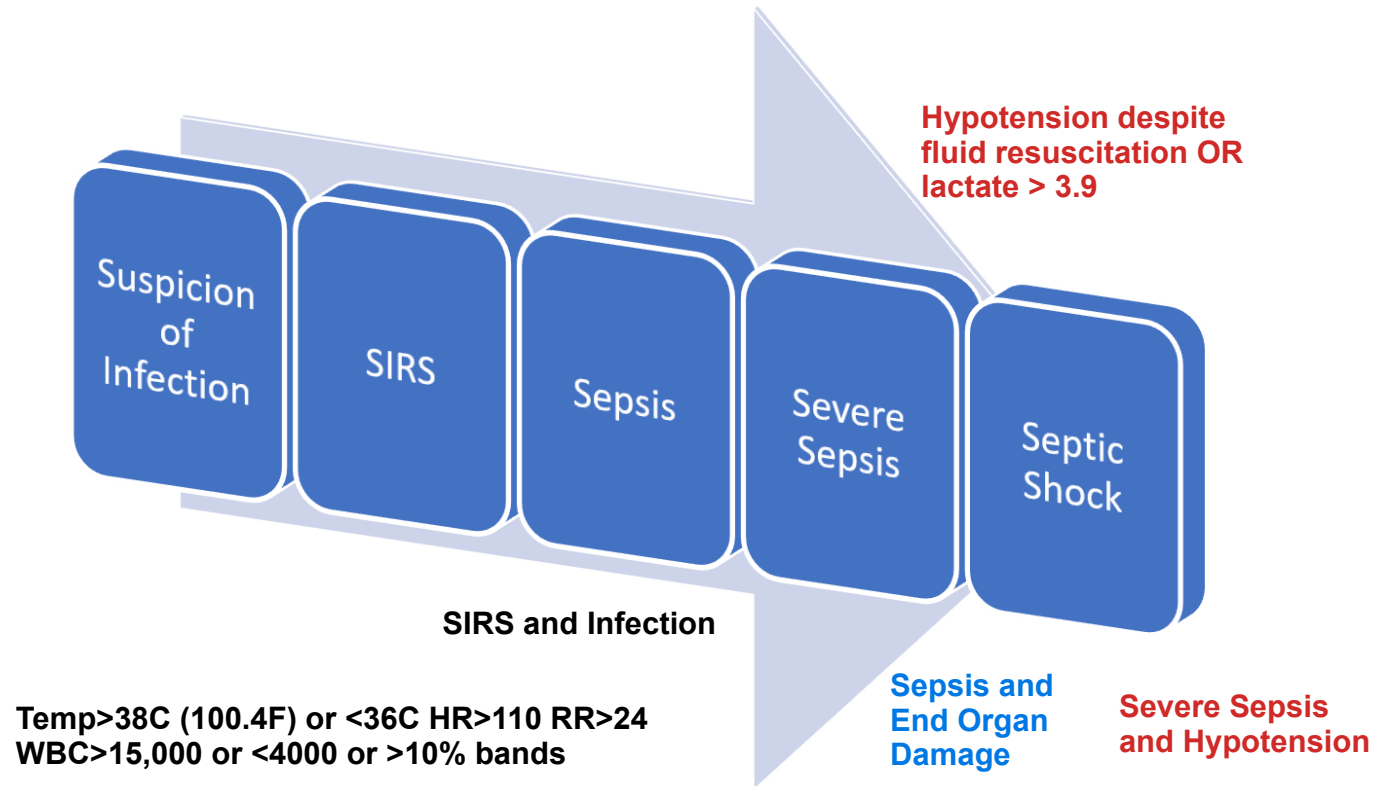 Hypotension despite
fluid resuscitation OR
lactate > 3.9
Suspicion
of
Infection
SIRS
Sepsis
Severe
Sepsis
Septic
Shock
SIRS and Infection
Temp>38C (100.4F) or <36C HR>110 RR>24
WBC>15,000 or <4000 or >10% bands
Sepsis and
End Organ
Damage
Severe Sepsis
and Hypotension